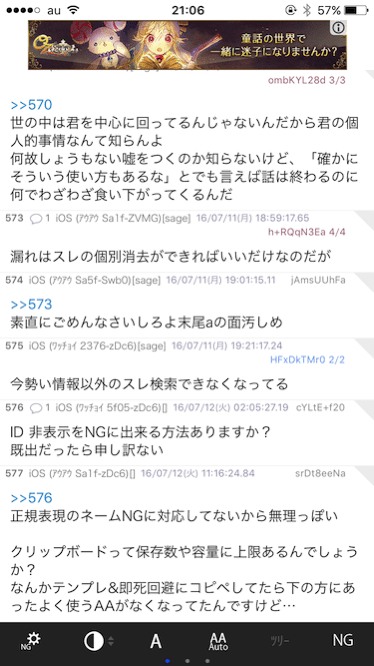 au 21:06 57%
童話の世界で
一緒に迷子になりませんか?
ombKYL28d 3/3
>>570
世の中は君を中心に回ってるんじゃないんだから君の個
人的事情なんて知らんよ
何故しょうもない嘘をつくのか知らないけど、「確かに
そういう使い方もあるな」とでも言えば話は終わるのに
何でわざわざ食い下がってくるんだ
573 1 iOS (ｱｳｱｳ Sa1f-ZVMG)[sage] 16/07/11(月) 18:59:17.65
h+RQqN3Ea 4/4
漏れはスレの個別消去ができればいいだけなのだが
574 iOS (ｱｳｱｳ Sa5f-Swb0)[sage] 16/07/11(月) 19:01:15.11 jAmsUUhFa
>>573
素直にごめんなさいしろよ末尾aの面汚しめ
575 iOS (ﾜｯﾁｮｲ 2376-zDc6)[sage] 16/07/11(月) 19:21:17.24
HFxDkTMr0 2/2
今勢い情報以外のスレ検索できなくなってる
576 1 iOS (ﾜｯﾁｮｲ 5f05-zDc6)[] 16/07/12(火) 02:05:27.19 cYLtE+f20
ID 非表示をNGに出来る方法ありますか？
既出だったら申し訳ない
577 iOS (ｱｳｱｳ Sa1f-zDc6)[] 16/07/12(火) 11:16:24.84 srDt8eeNa
>>576
正規表現のネームNGに対応してないから無理っぽい
クリップボードって保存数や容量に上限あるんでしょう
か？
なんかテンプレ&即死回避にコピペしてたら下の方にあ
ったよく使うAAがなくなってたんですけど…
NG A AA Auto ﾂﾘｰ NG